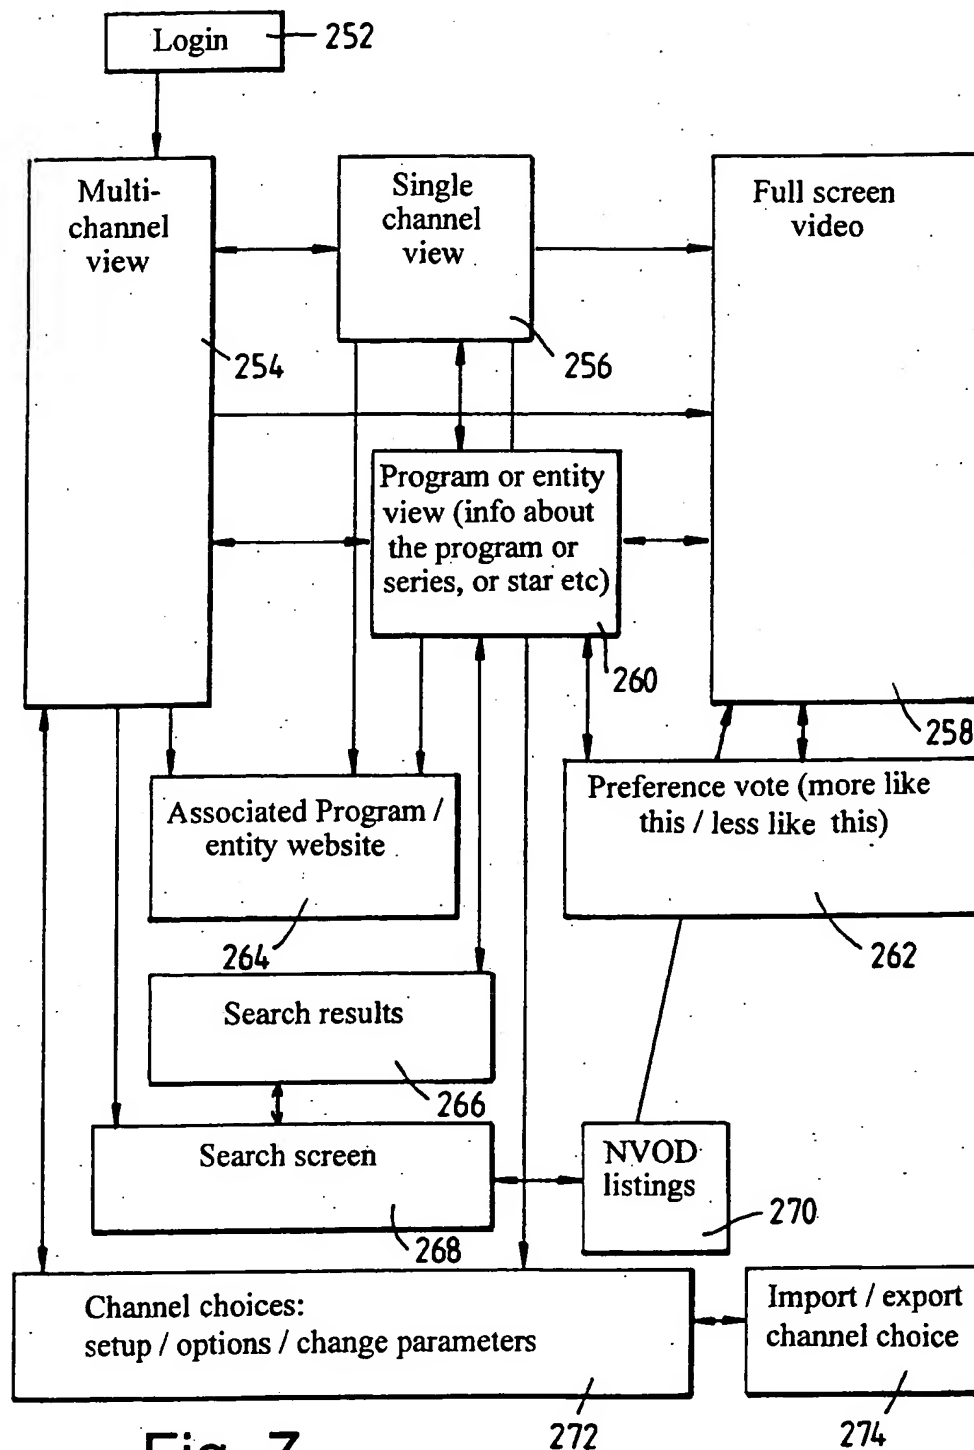 Login
252
Multi-
channel
view
254
Single
channel
view
256
Full screen
video
258
Program or entity
view (info about
the program or
series, or star etc)
260
Preference vote (more like
this / less like this)
262
Associated Program /
entity website
264
Search results
266
Search screen
268
NVOD
listings
270
Channel choices:
setup / options / change parameters
272
Import / export
channel choice
274
Fig. 7